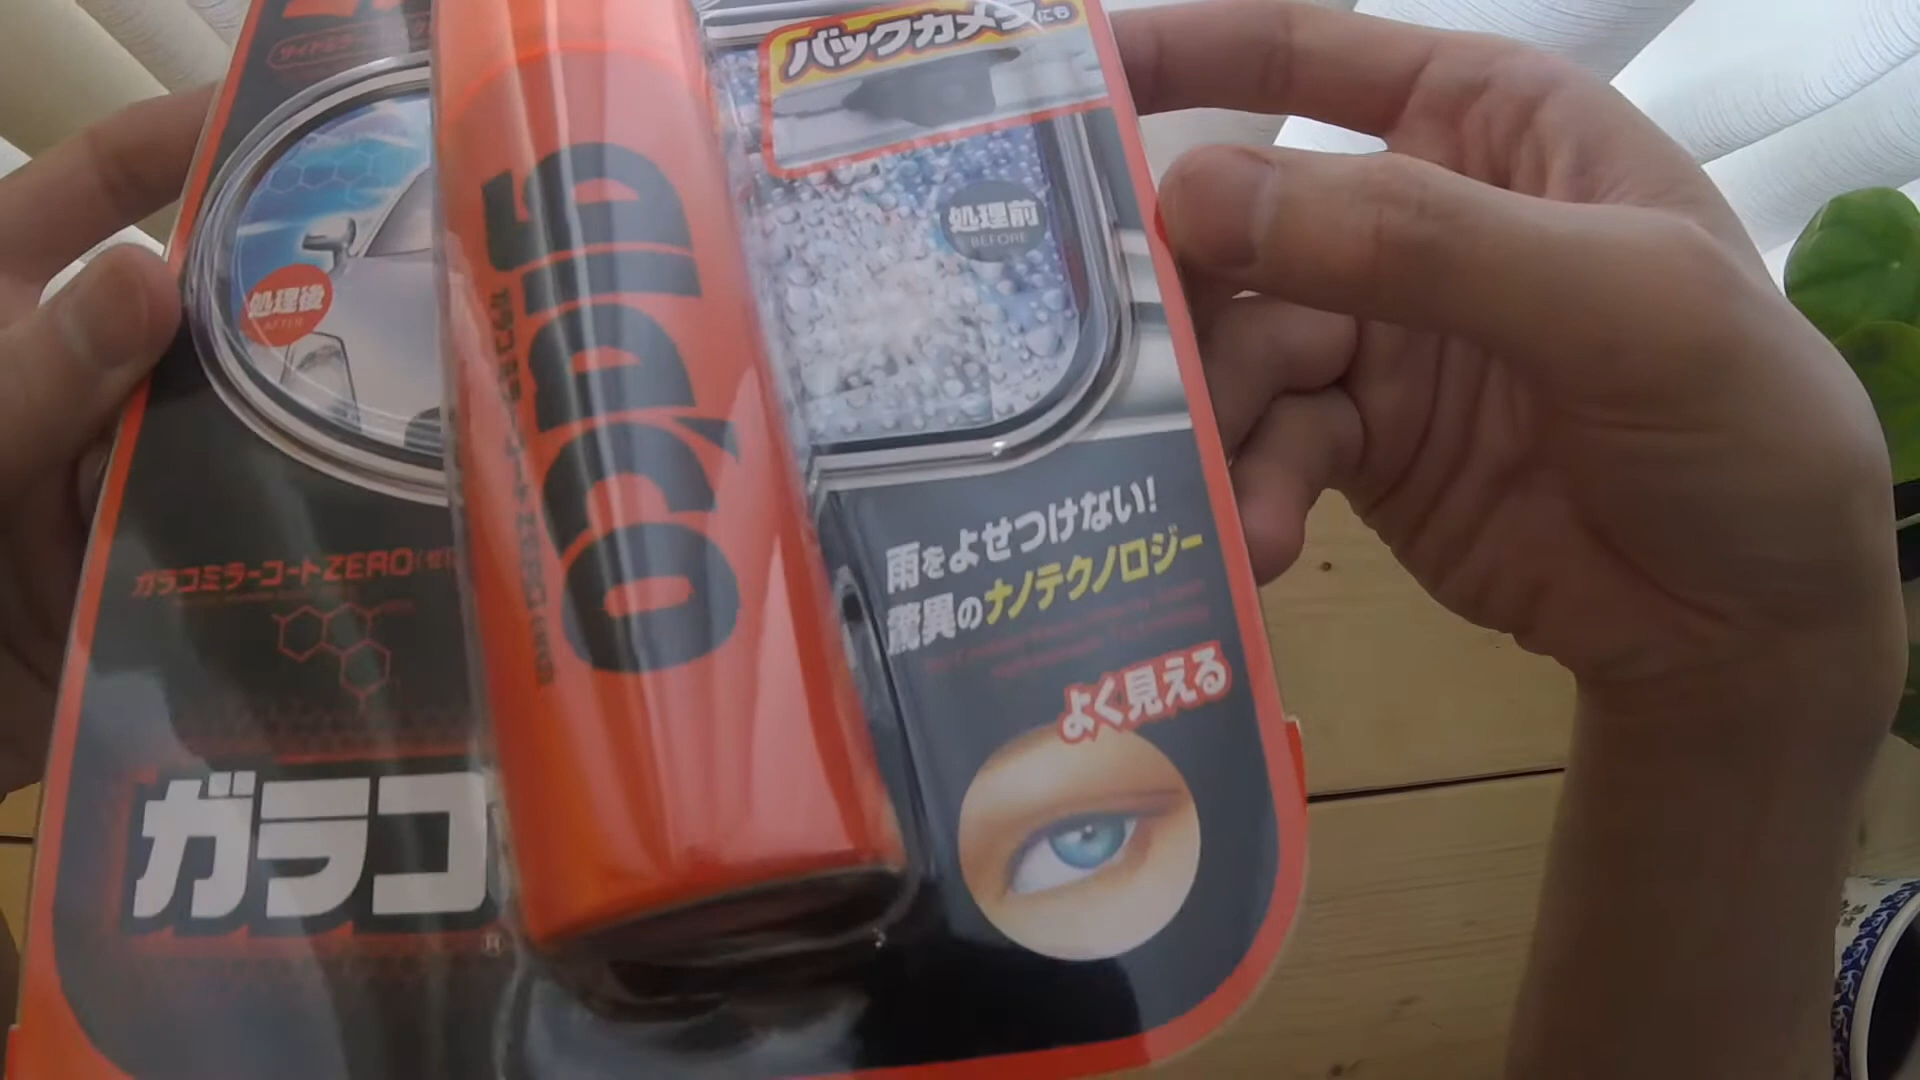 バックカメラにも
処理前
BEFORE
処理後
AFTER
glaco
ガラコミラーコートZERO
雨をよせつけない!
驚異のナノテクノロジー
よく見える
ガラコ
®